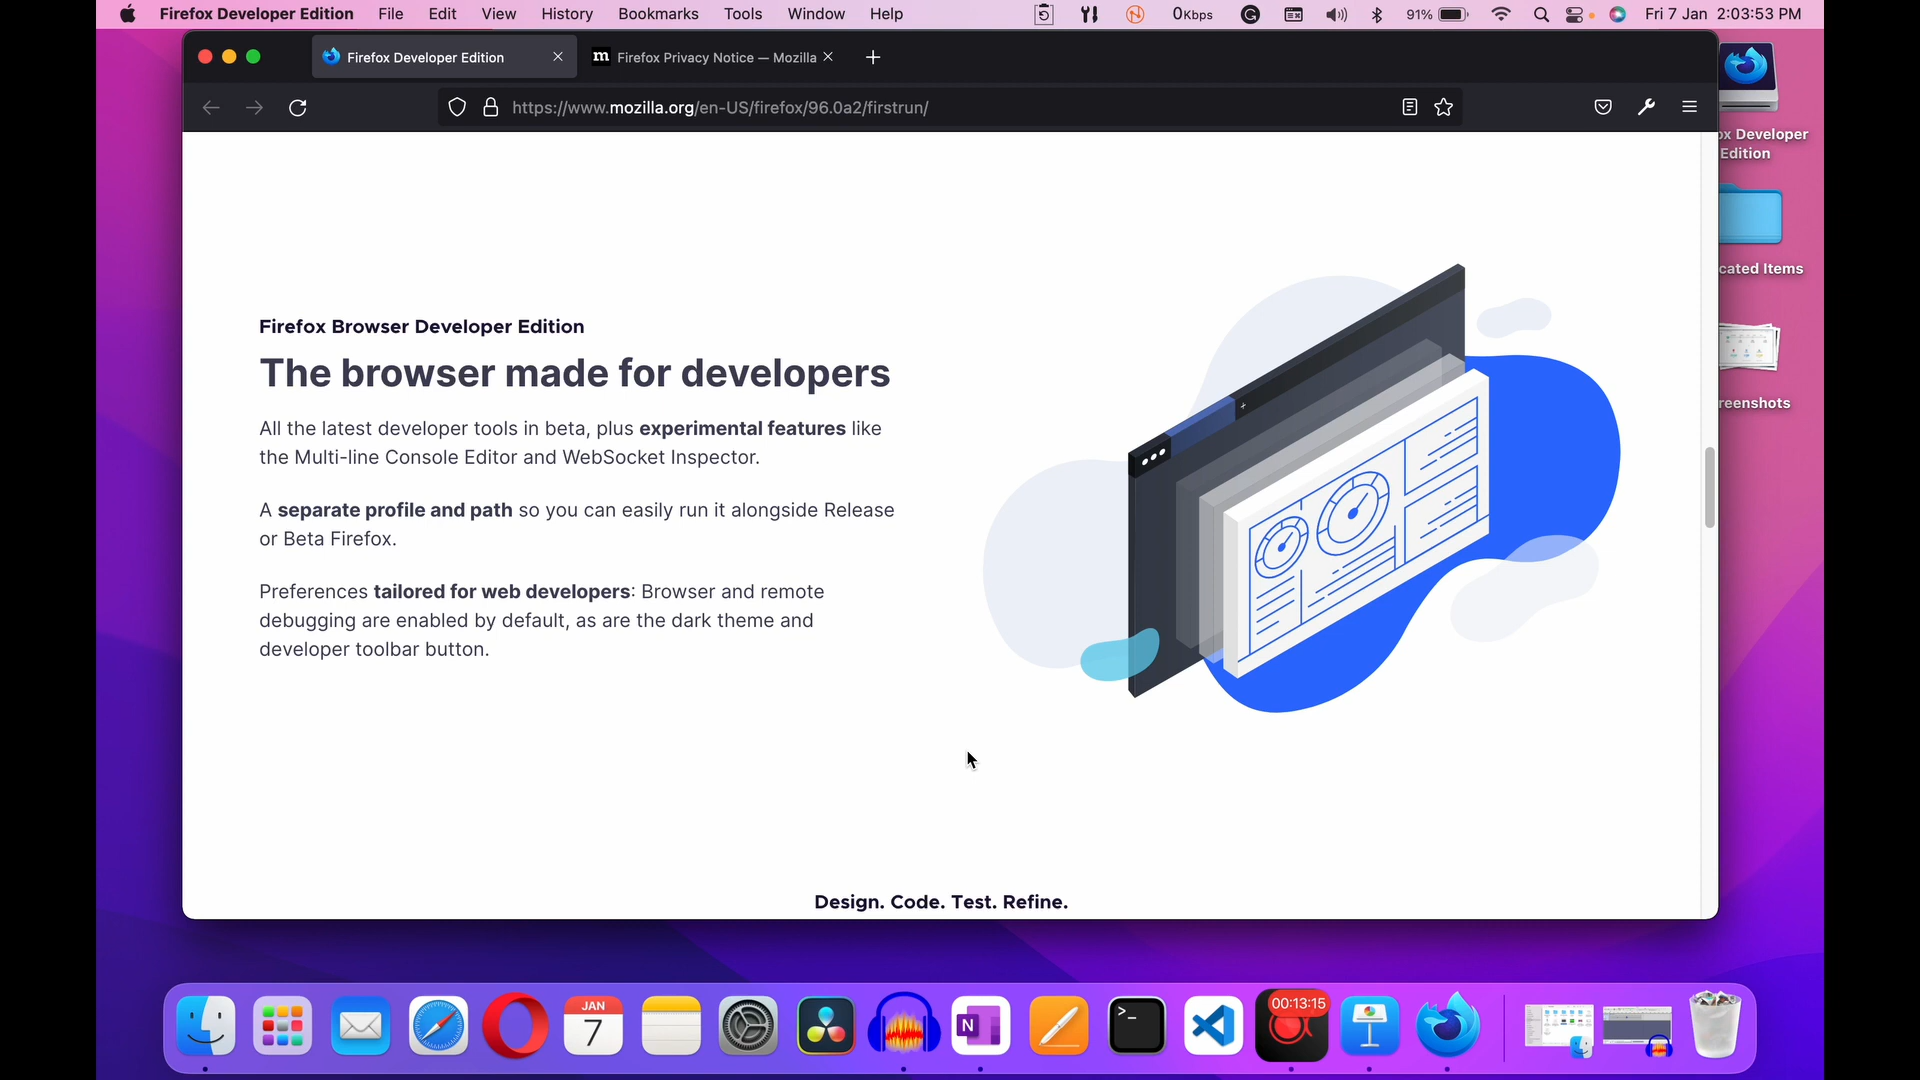 Firefox Developer Edition File Edit View History Bookmarks Tools Window Help 0Kbps 91% Fri 7 Jan 2:03:53 PM
Firefox Developer Edition
m Firefox Privacy Notice — Mozilla
https://www.mozilla.org/en-US/firefox/96.0a2/firstrun/
ox Developer
Edition
cated Items
reenshots
Firefox Browser Developer Edition
The browser made for developers
All the latest developer tools in beta, plus experimental features like
the Multi-line Console Editor and WebSocket Inspector.
A separate profile and path so you can easily run it alongside Release
or Beta Firefox.
Preferences tailored for web developers: Browser and remote
debugging are enabled by default, as are the dark theme and
developer toolbar button.
Design. Code. Test. Refine.
JAN
7
N
>_
00:13:15